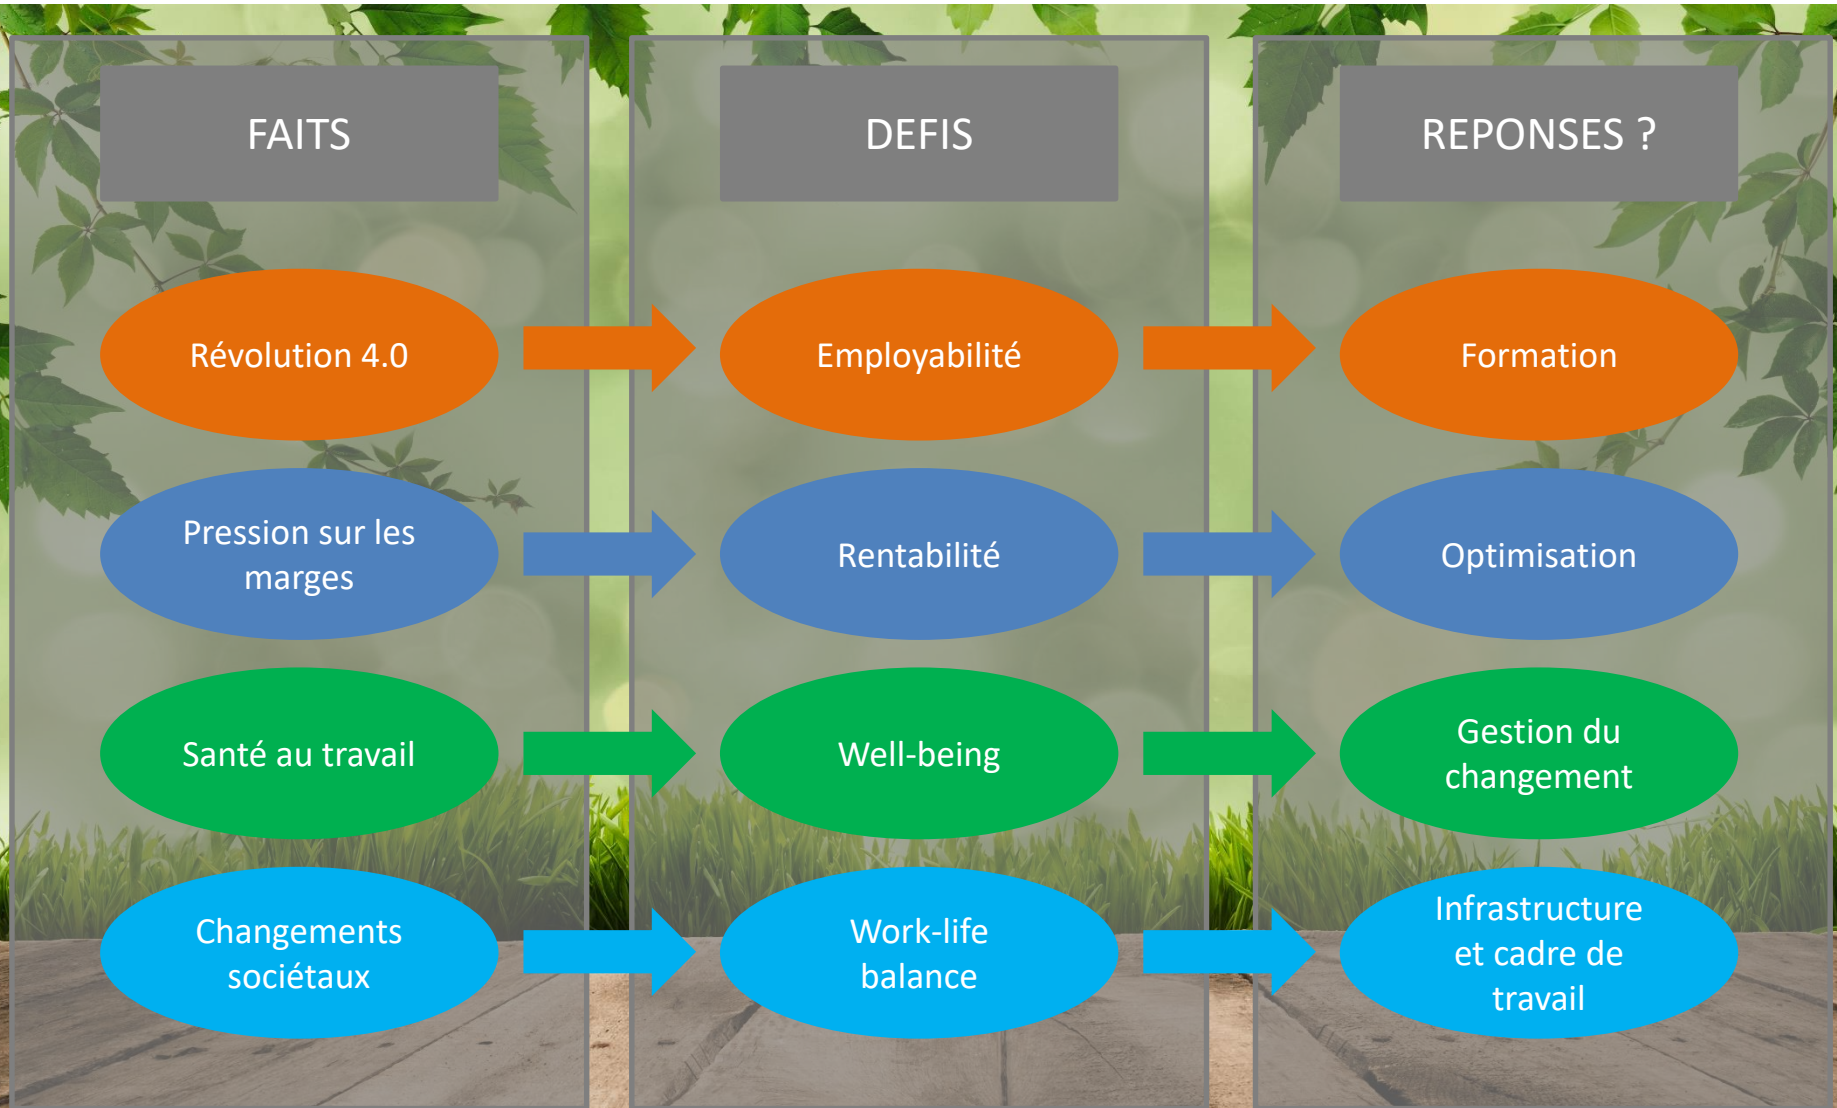 FAITS
DEFIS
REPONSES ?
Révolution 4.0
Employabilité
Formation
Pression sur les
marges
Rentabilité
Optimisation
Santé au travail
Well-being
Gestion du
changement
Changements
sociétaux
Work-life
balance
Infrastructure
et cadre de
travail